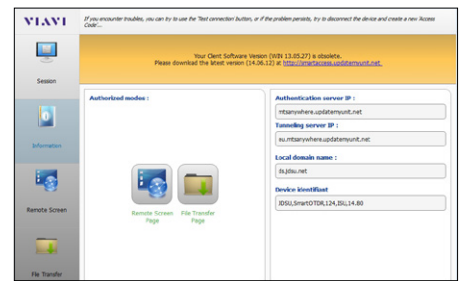 VIAVI
If you encounter troubles, you can try to use the 'Test connection' button, or if the problem persists, try to disconnect the device and create a new 'Access
Code'...
Your Client Software Version (WIN 13.05.27) is obsolete.
Please download the latest version (14.06.12) at http://smartaccess.updatemyunit.net.
Session
Authorized modes :
Authentication server IP :
mtsanywhere.updatemyunit.net
Tunneling server IP :
eu.mtsanywhere.updatemyunit.net
Information
Local domain name :
ds.jdsu.net
Device identifiant
JDSU,SmartOTDR,124,ISU,14.80
Remote Screen
Remote Screen
Page
File Transfer
Page
File Transfer